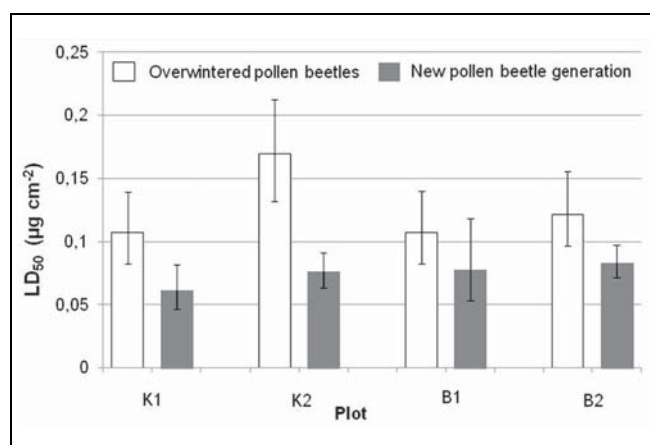 0,25
Overwintered pollen beetles New pollen beetle generation
0,2
0,15
0,1
0,05
0
LD50 (µg cm-2)
K1 K2 B1 B2
Plot